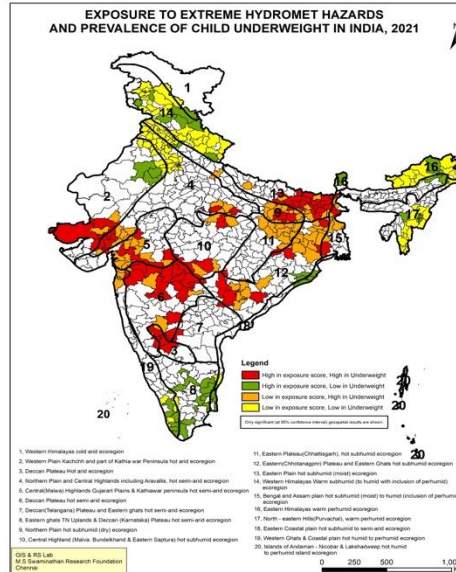 EXPOSURE TO EXTREME HYDROMET HAZARDS
AND PREVALENCE OF CHILD UNDERWEIGHT IN INDIA, 2021
N
1
14
2
4
16
16
13
9
17
5
10
11
15
12
6
7
18
3
19
8
20
20
20
20
Legend
High in exposure score, High in Underweight
High in exposure score, Low in Underweight
Low in exposure score, High in Underweight
Low in exposure score, Low in Underweight
Only significant (at 95% confidence interval) geospatial results are shown.
0 250 500 1,00
1, Western Himalayas cold arid ecoregion
2, Western Plain Kachchh and part of Kathia war Peninsula hot arid ecoregion
3, Deccan Plateau Hot arid ecoregion
4, Northern Plain and Central Highlands including Aravallis, hot semi-arid ecoregion
5, Central(Malwa) Highlands Gujarart Plains & Kathiawar peninsula hot semi-arid ecoregion
6, Deccan Plateau hot semi-arid ecoregion
7, Deccan(Telangana) Plateau and Eastern ghats hot semi-arid ecoregion
8, Eastern ghats TN Uplands & Deccan (Karnataka) Plateau hot semi-arid ecoregion
9, Northern Plain hot subhumid (dry) ecoregion
10, Central Highland (Malva. Bundelkhand & Eastern Saptura) hot subhumid ecoregion
11, Eastern Plateau(Chhattisgarh), hot subhumid ecoregion
12, Eastern(Chhotanagpnr) Plateau and Eastern Ghats hot subhumid ecoregion
13, Eastern Plain hot subhumid (moist) ecoregion
14, Western Himalayas Warm subhumid (to humid with inclusion of perhumid)
ecoregion
15, Bengal and Assam plain hot subhumid (moist) to humid (inclusion of perhumid)
ecoregion
16, Eastern Himalayas warm perhumid ecoregion
17, North - eastern Hills(Purvachal), warm perhumid ecoregion
18, Eastern Coastal plain hot subhumid to semi-arid ecoregion
19, Western Ghats & Coastal plain hot humid to perhumid ecoregion
20, Islands of Andaman - Nicobar & Lakshadweep hot humid
to perhumid island ecoregion
GIS & RS Lab
M.S Swaminathan Research Foundation
Chennai